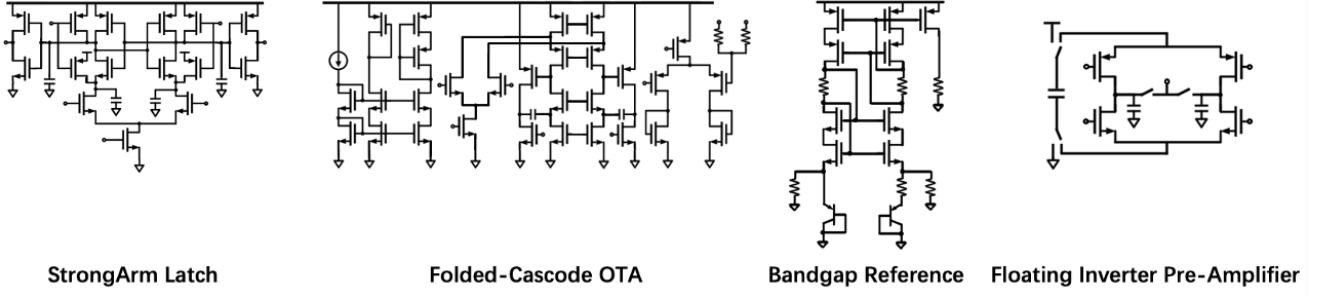 StrongArm Latch
Folded-Cascode OTA
Bandgap Reference
Floating Inverter Pre-Amplifier